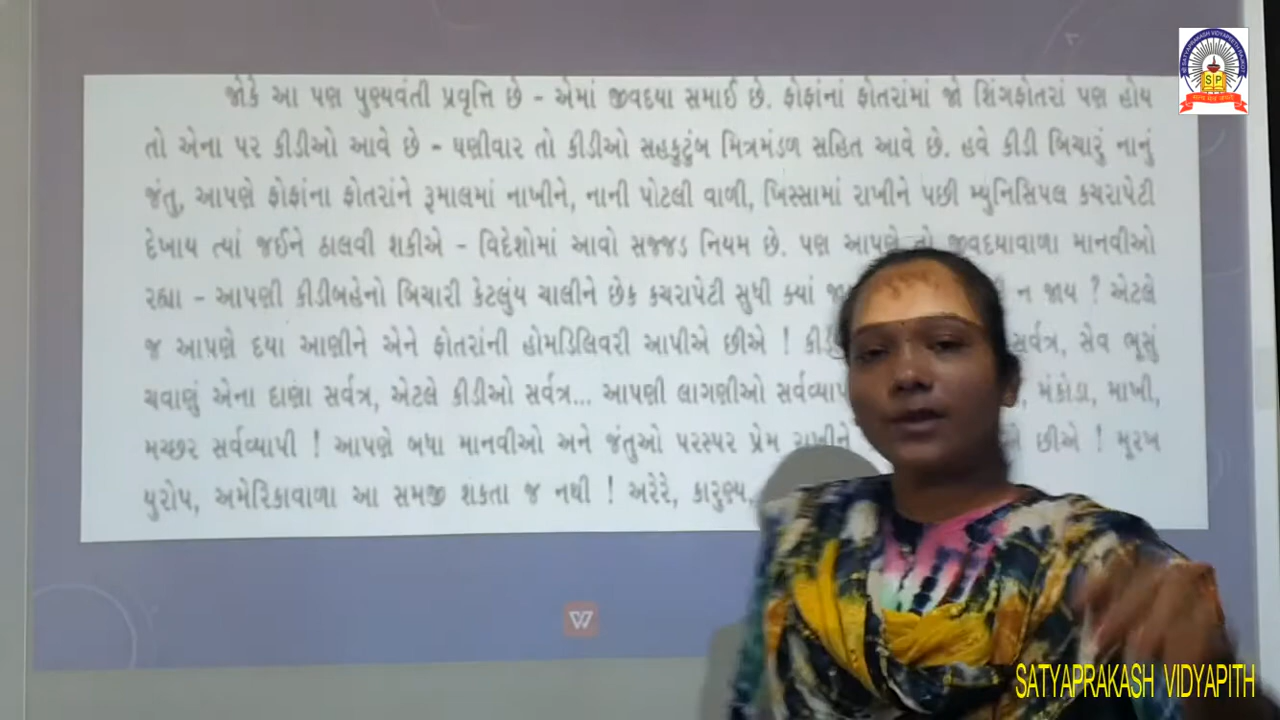 જોકે આ પણ પુણ્યવંતી પ્રવૃત્તિ છે - એમાં જીવદયા સમાઈ છે. ફોફાંનાં ફોતરાંમાં જો શિંગફોતરાં પણ હોય
તો એના પર કીડીઓ આવે છે - ઘણીવાર તો કીડીઓ સહકુટુંબ મિત્રમંડળ સહિત આવે છે. હવે કીડી બિચારું નાનું
જંતુ, આપણે ફોફાંના ફોતરાંને રૂમાલમાં નાખીને, નાની પોટલી વાળી, ખિસ્સામાં રાખીને પછી મ્યુનિસિપલ કચરાપેટી
દેખાય ત્યાં જઈને ઠાલવી શકીએ - વિદેશોમાં આવો સજ્જડ નિયમ છે. પણ આપણે તો જીવદયાવાળા માનવીઓ
રહ્યા - આપણી કીડીબહેનો બિચારી કેટલુંય ચાલીને છેક કચરાપેટી સુધી ક્યાં ન જાય ? એટલે
જ આપણે દયા આણીને એને ફોતરાંની હોમડિલિવરી આપીએ છીએ ! સર્વત્ર, સેવ ભૂસું
ચવાણું એના દાણા સર્વત્ર, એટલે કીડીઓ સર્વત્ર... આપણી લાગણીઓ મંકોડા, માખી,
મચ્છર સર્વવ્યાપી ! આપણે બધા માનવીઓ અને જંતુઓ પરસ્પર પ્રેમ રાખીને છીએ ! મૂરખ
યુરોપ, અમેરિકાવાળા આ સમજી શકતા જ નથી ! અરેરે, કારુણ્ય,
SP
SATYAPRAKASH VIDYAPITH